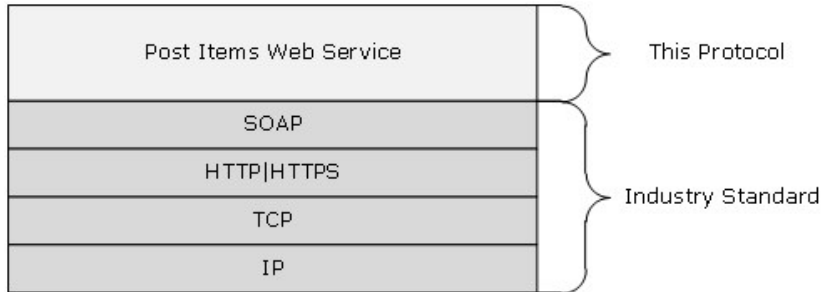 Post Items Web Service
This Protocol
SOAP
HTTP|HTTPS
Industry Standard
TCP
IP